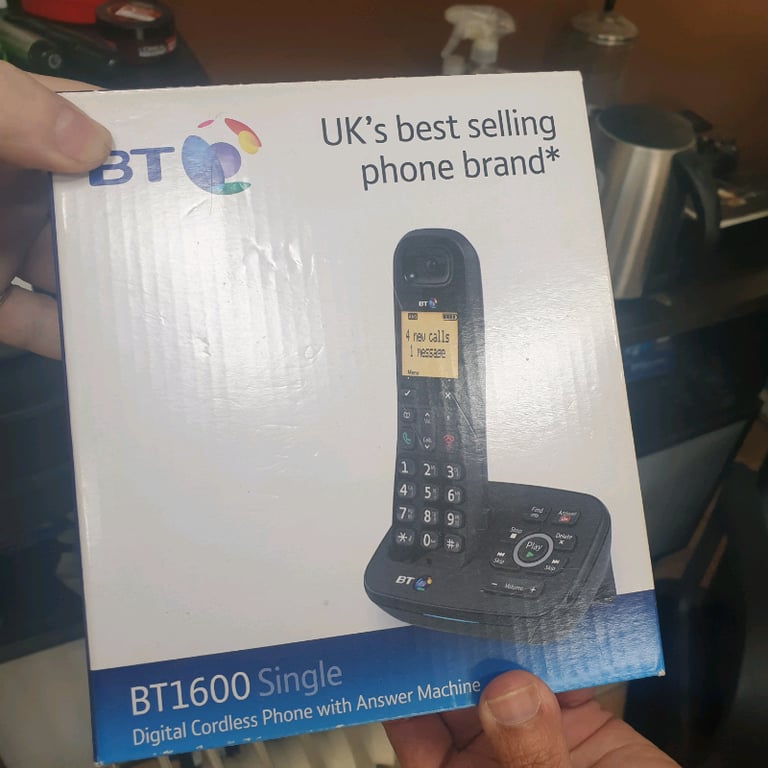 BT
UK's best selling
phone brand*
BT
4 new calls
1 message
Menu
1 2 3
4 5 6
7 8 9
* 0 #
Find
Answer
Stop
Delete
Play
Skip
Skip
- Volume +
BT
BT1600 Single
Digital Cordless Phone with Answer Machine